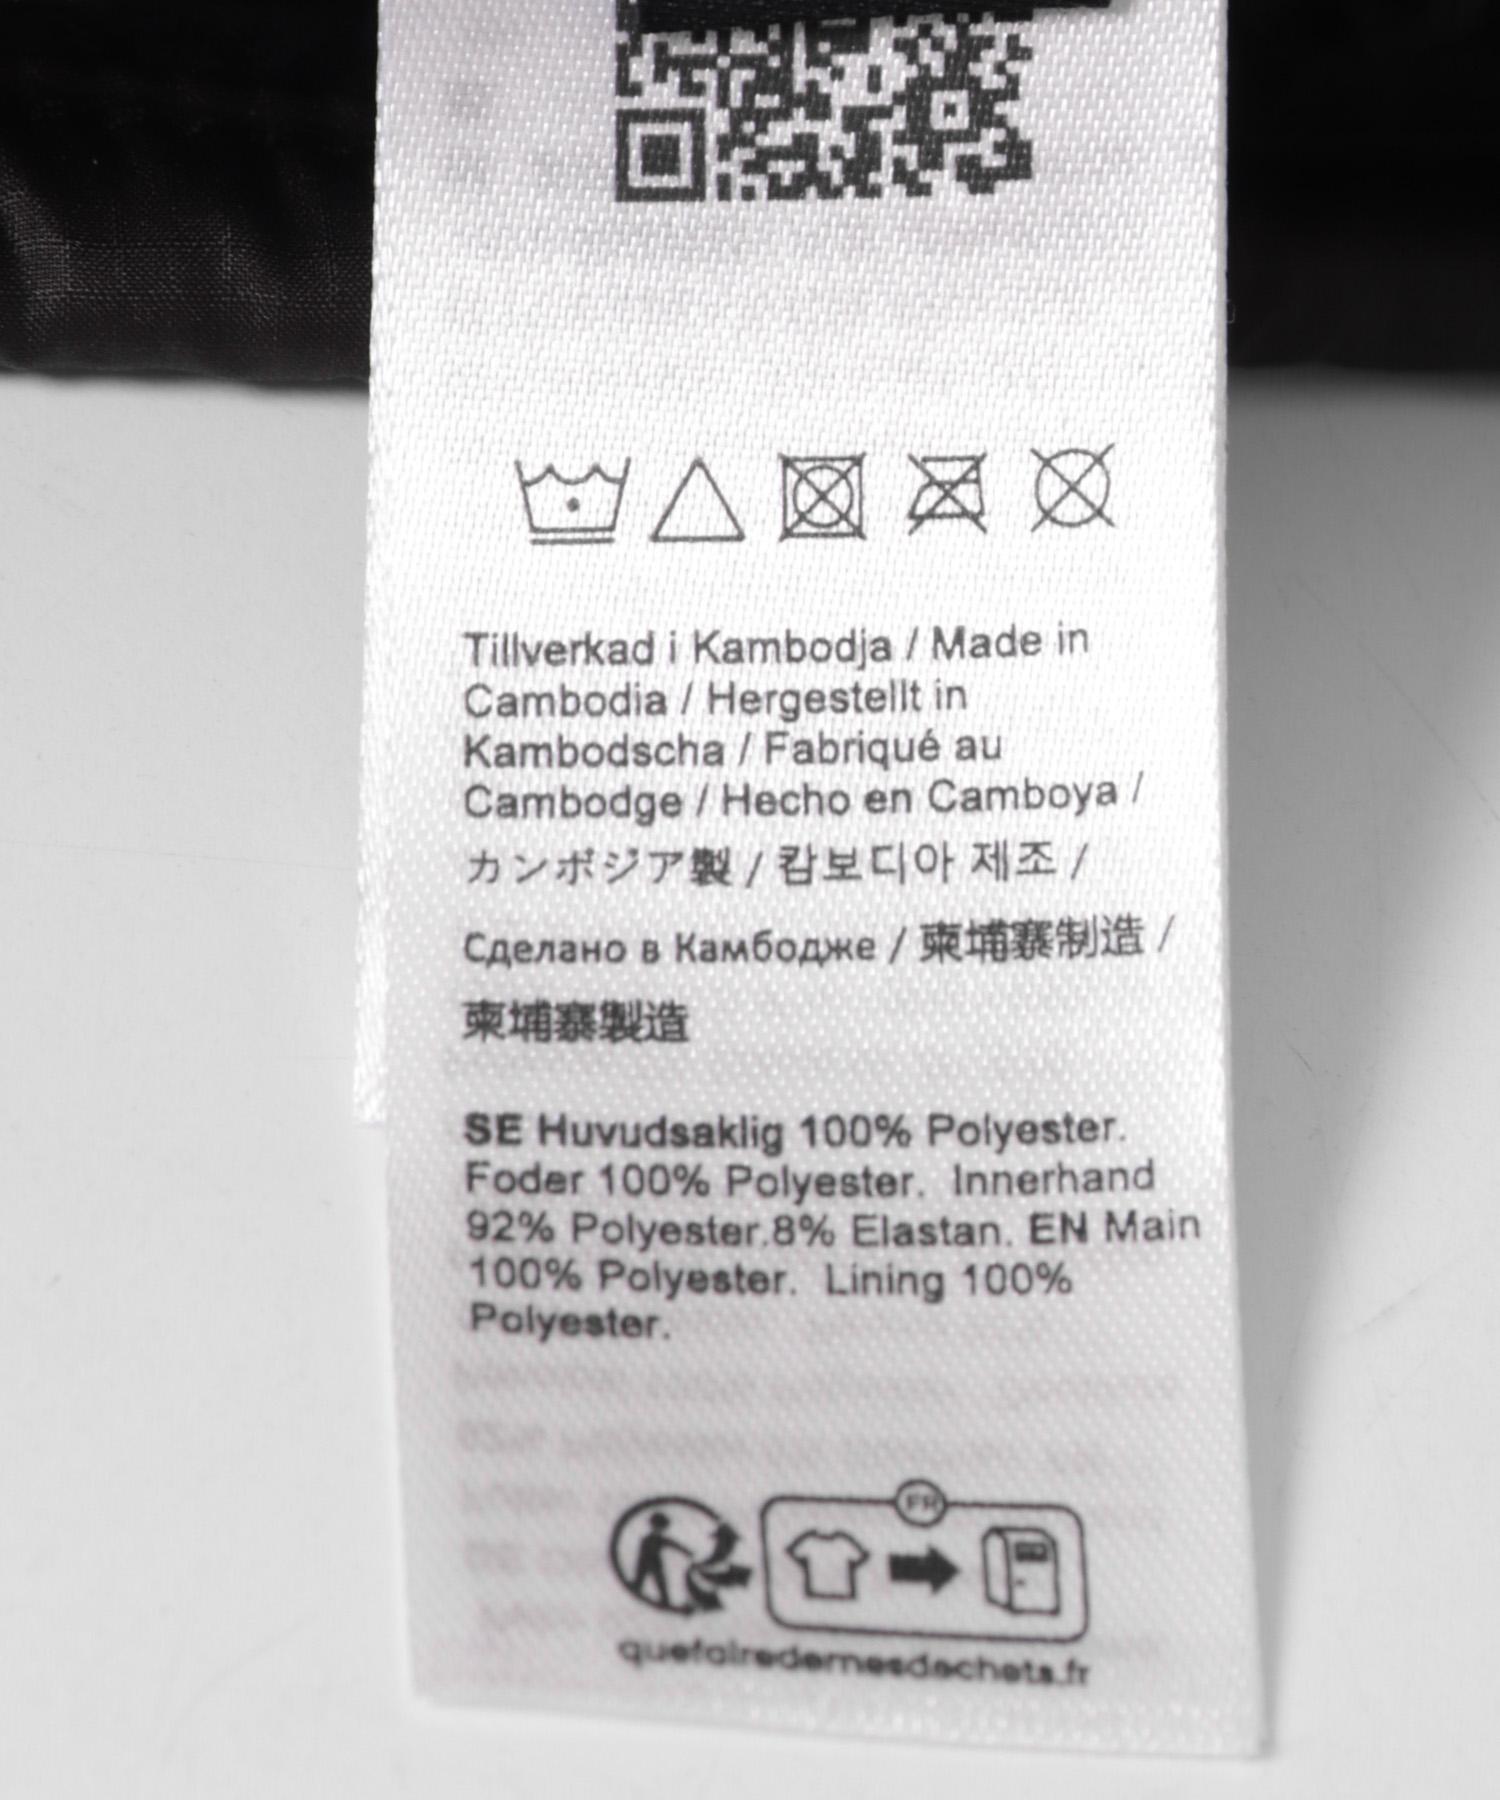 Tillverkad i Kambodja / Made in
Cambodia / Hergestellt in
Kambodscha / Fabriqué au
Cambodge / Hecho en Camboya /
カンボジア製 / 캄보디아 제조 /
Сделано в Камбодже / 柬埔寨制造 /
柬埔寨製造
SE Huvudsaklig 100% Polyester.
Foder 100% Polyester. Innerhand
92% Polyester.8% Elastan. EN Main
100% Polyester. Lining 100%
Polyester.
FR
quefairedemesdechets.fr